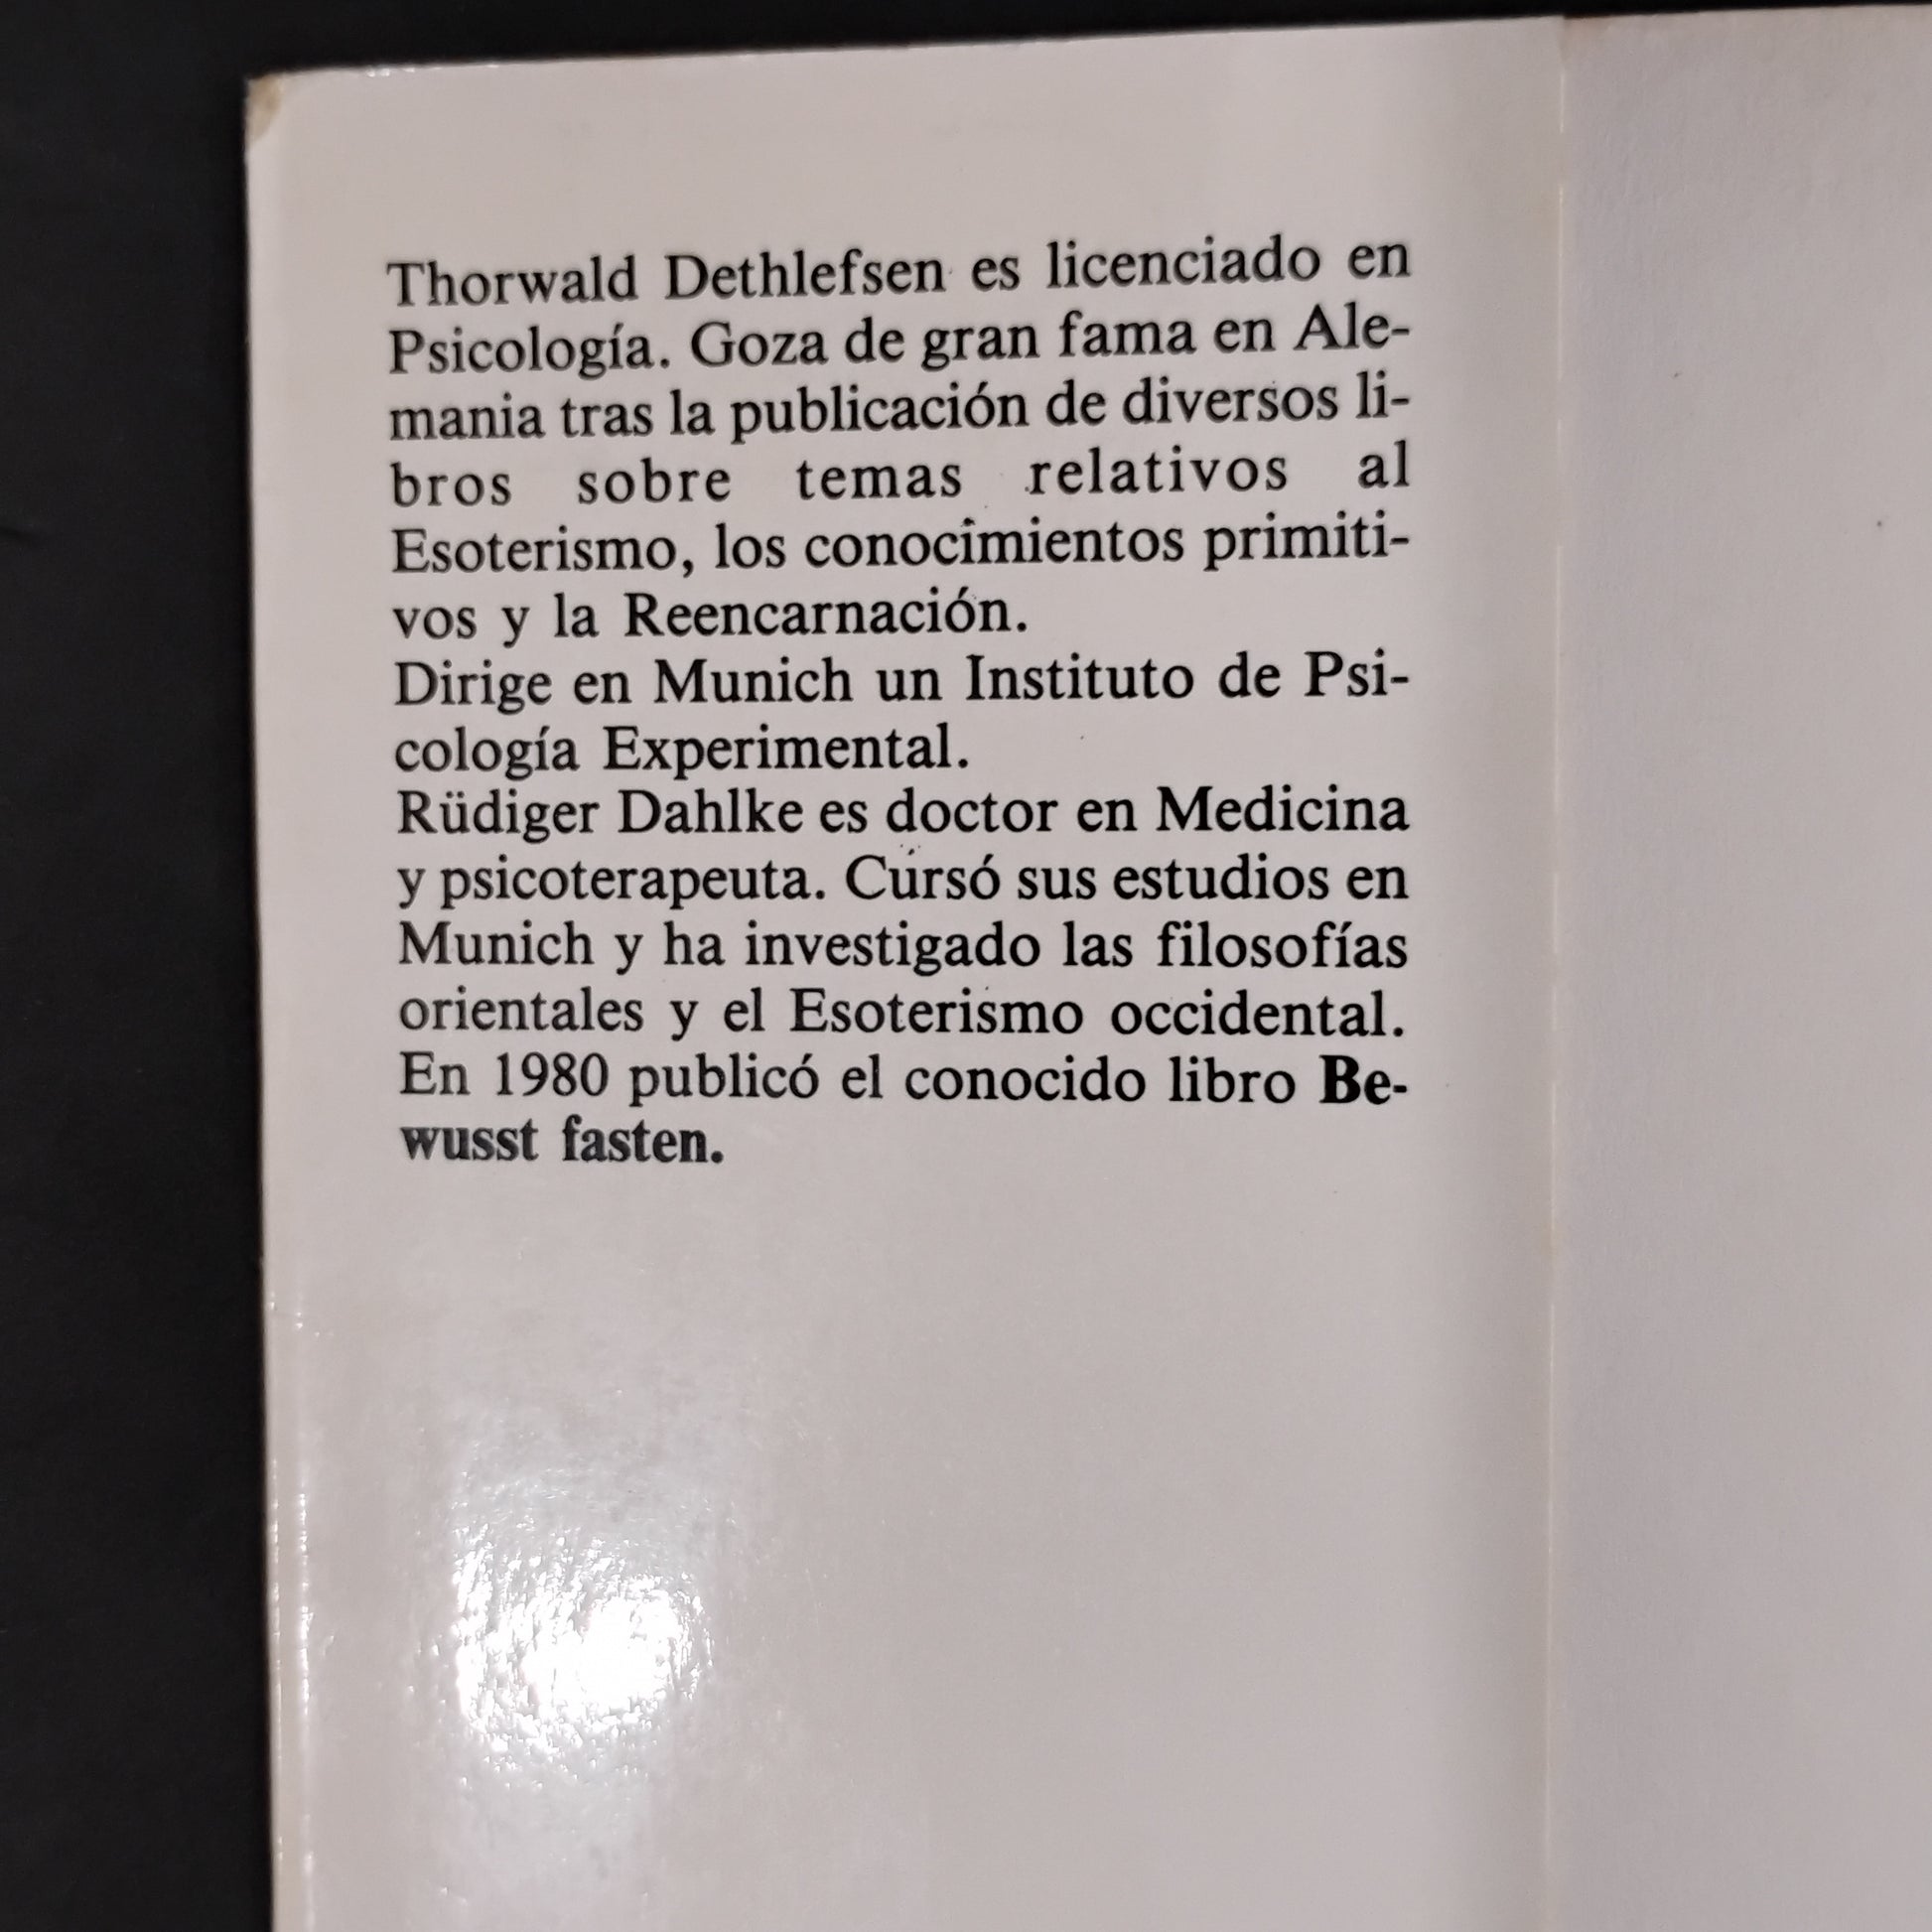 Thorwald Dethlefsen es licenciado en
Psicología. Goza de gran fama en Ale-
mania tras la publicación de diversos li-
bros sobre temas relativos al
Esoterismo, los conocimientos primiti-
vos y la Reencarnación.
Dirige en Munich un Instituto de Psi-
cología Experimental.
Rüdiger Dahlke es doctor en Medicina
y psicoterapeuta. Cursó sus estudios en
Munich y ha investigado las filosofías
orientales y el Esoterismo occidental.
En 1980 publicó el conocido libro Be-
wusst fasten.